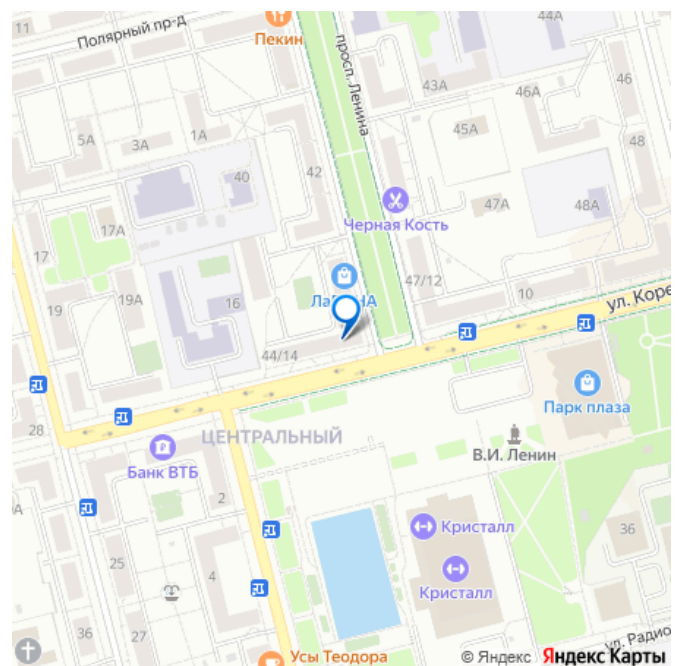 11
Полярный пр-д
Пекин
просп. Ленина
44А
43А
46А
46
5А
3А
1А
45А
48
42
40
47А
48А
17А
Черная Кость
17
47/12
19
19А
16
10
ул. Коре
44/14
Парк плаза
28
ЦЕНТРАЛЬНЫЙ
В.И. Ленин
Банк ВТБ
2
А
Кристалл
36
25
4
Кристалл
36
27
ул. Радио
Усы Теодора
© Яндекс Яндекс Карты